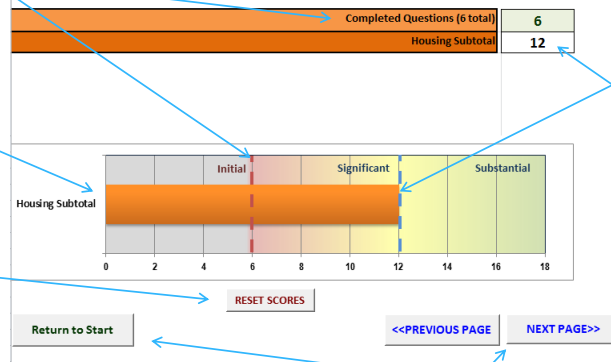 Completed Questions (6 total) 6
Housing Subtotal 12
Initial Significant Substantial
Housing Subtotal
0 2 4 6 8 10 12 14 16 18
RESET SCORES
Return to Start <<PREVIOUS PAGE NEXT PAGE>>